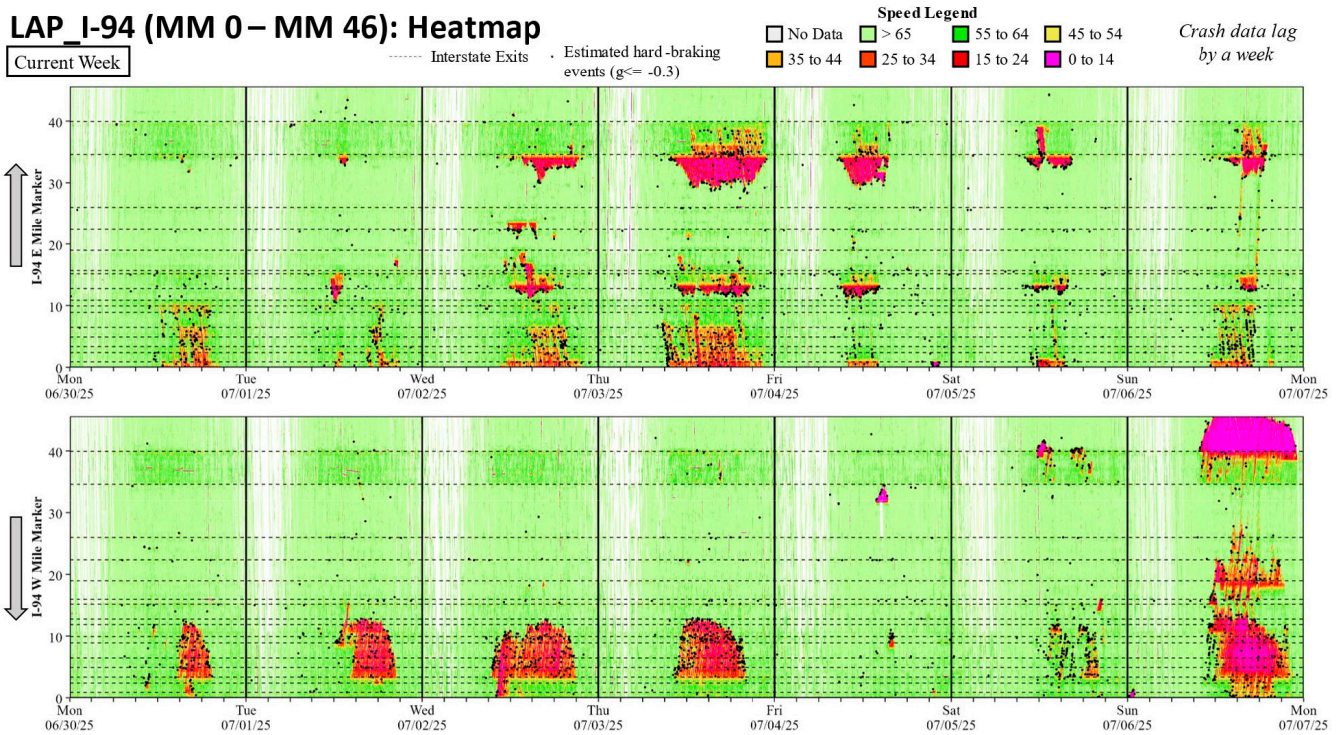 LAP_I-94 (MM 0 – MM 46): Heatmap
Current Week
Interstate Exits
Estimated hard -braking
events (g<= -0.3)
Speed Legend
No Data
> 65
55 to 64
45 to 54
35 to 44
25 to 34
15 to 24
0 to 14
Crash data lag
by a week
I-94 E Mile Marker
40
30
20
10
0
Mon
06/30/25
Tue
07/01/25
Wed
07/02/25
Thu
07/03/25
Fri
07/04/25
Sat
07/05/25
Sun
07/06/25
Mon
07/07/25
I-94 W Mile Marker
40
30
20
10
0
Mon
06/30/25
Tue
07/01/25
Wed
07/02/25
Thu
07/03/25
Fri
07/04/25
Sat
07/05/25
Sun
07/06/25
Mon
07/07/25